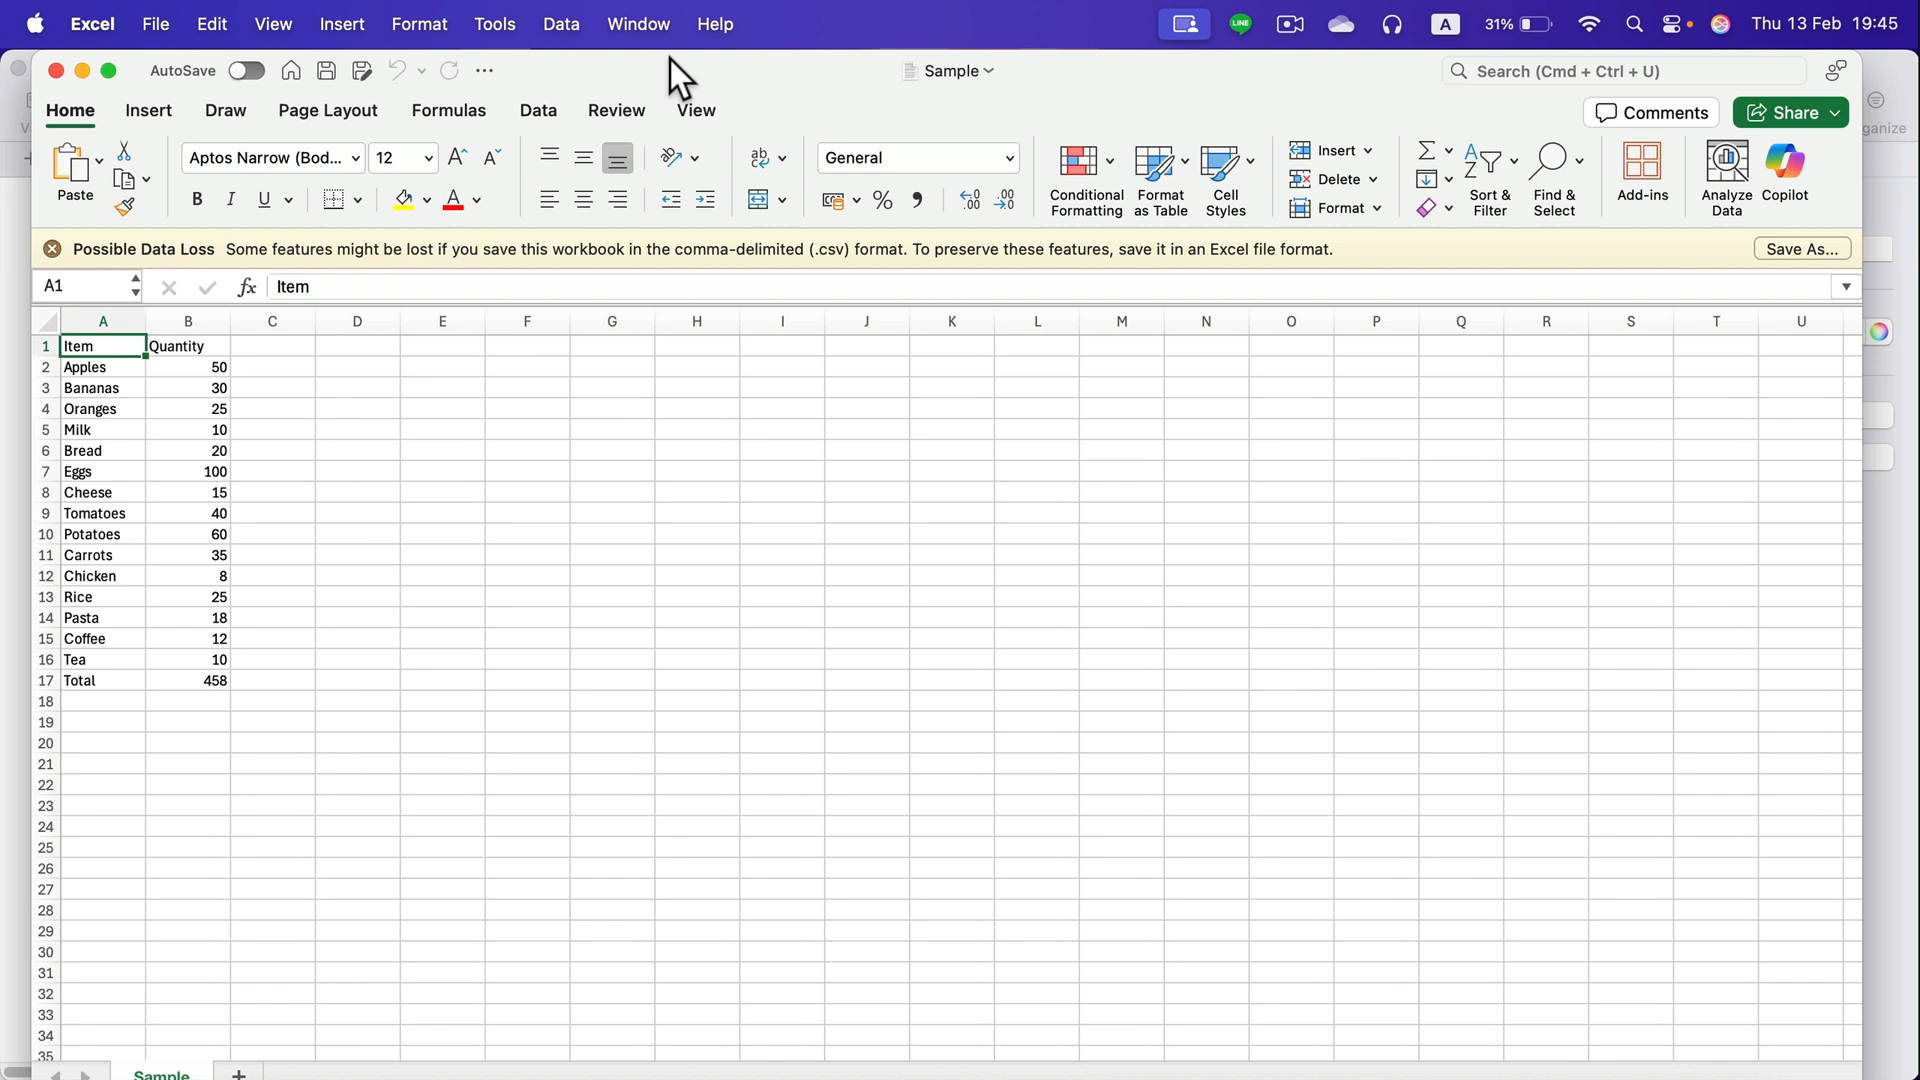 Excel File Edit View Insert Format Tools Data Window Help LINE A 31% Thu 13 Feb 19:45
AutoSave Sample Search (Cmd + Ctrl + U)
Home Insert Draw Page Layout Formulas Data Review View Comments Share
Paste Aptos Narrow (Bod... 12 General
Conditional Formatting
Format as Table
Cell Styles
Insert
Delete
Format
Sort & Filter
Find & Select
Add-ins
Analyze Data
Copilot
Possible Data Loss Some features might be lost if you save this workbook in the comma-delimited (.csv) format. To preserve these features, save it in an Excel file format. Save As...
A1 fx Item
A B C D E F G H I J K L M N O P Q R S T U
1 Item Quantity
2 Apples 50
3 Bananas 30
4 Oranges 25
5 Milk 10
6 Bread 20
7 Eggs 100
8 Cheese 15
9 Tomatoes 40
10 Potatoes 60
11 Carrots 35
12 Chicken 8
13 Rice 25
14 Pasta 18
15 Coffee 12
16 Tea 10
17 Total 458
18
19
20
21
22
23
24
25
26
27
28
29
30
31
32
33
34
35
Sample +